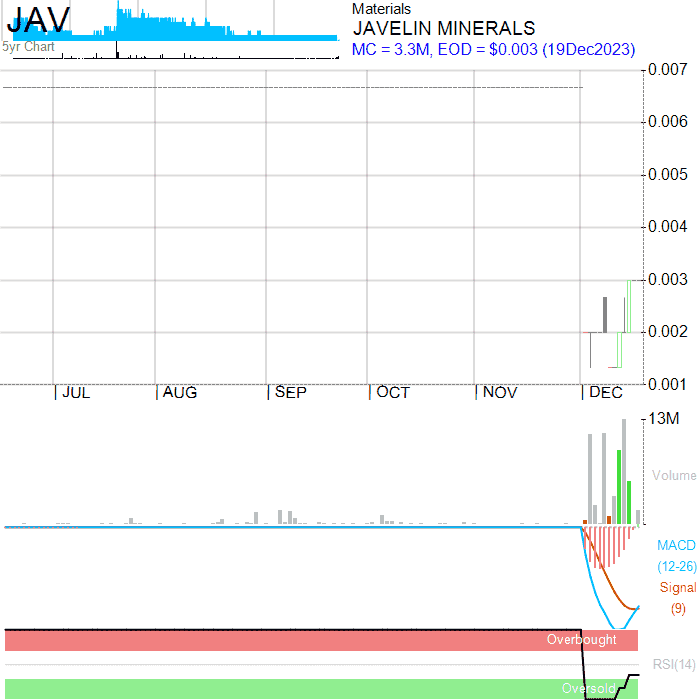 JAV
5yr Chart
Materials
JAVELIN MINERALS
MC = 3.3M, EOD = $0.003 (19Dec2023)
0.007
0.006
0.005
0.004
0.003
0.002
0.001
JUL AUG SEP OCT NOV DEC
13M
Volume
MACD
(12-26)
Signal
(9)
Overbought
RSI(14)
Oversold